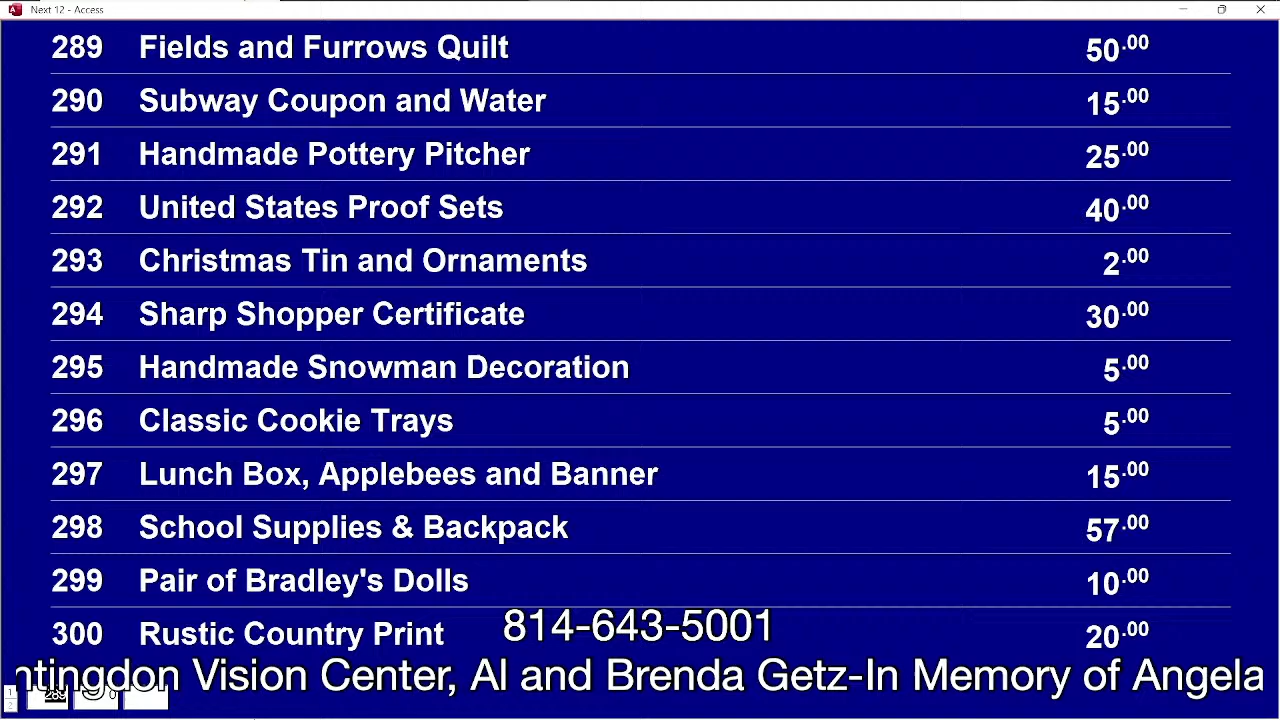 Next 12 - Access
289 Fields and Furrows Quilt 50.00
290 Subway Coupon and Water 15.00
291 Handmade Pottery Pitcher 25.00
292 United States Proof Sets 40.00
293 Christmas Tin and Ornaments 2.00
294 Sharp Shopper Certificate 30.00
295 Handmade Snowman Decoration 5.00
296 Classic Cookie Trays 5.00
297 Lunch Box, Applebees and Banner 15.00
298 School Supplies & Backpack 57.00
299 Pair of Bradley's Dolls 10.00
300 Rustic Country Print 20.00
814-643-5001
ntingdon Vision Center, Al and Brenda Getz-In Memory of Angela
289